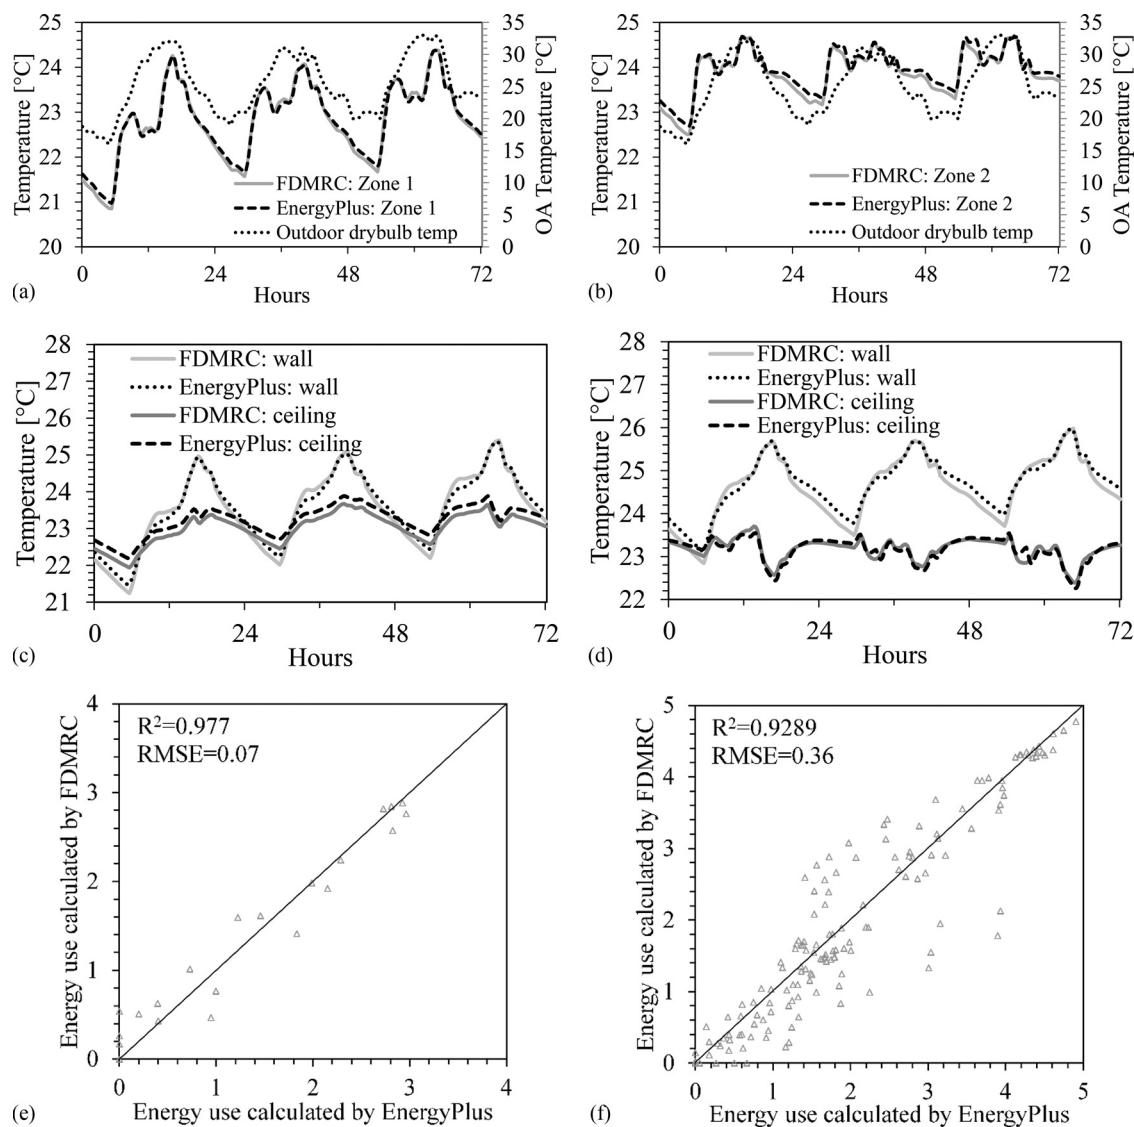 25
24
23
22
21
20
Temperature [°C]
35
30
25
20
15
10
5
0
OA Temperature [°C]
FDMRC: Zone 1
EnergyPlus: Zone 1
Outdoor drybulb temp
0 24 48 72
Hours
(a)
25
24
23
22
21
20
Temperature [°C]
35
30
25
20
15
10
5
0
OA Temperature [°C]
FDMRC: Zone 2
EnergyPlus: Zone 2
Outdoor drybulb temp
0 24 48 72
Hours
(b)
28
27
26
25
24
23
22
21
Temperature [°C]
FDMRC: wall
EnergyPlus: wall
FDMRC: ceiling
EnergyPlus: ceiling
0 24 48 72
Hours
(c)
28
27
26
25
24
23
22
Temperature [°C]
FDMRC: wall
EnergyPlus: wall
FDMRC: ceiling
EnergyPlus: ceiling
0 24 48 72
Hours
(d)
4
3
2
1
0
Energy use calculated by FDMRC
R²=0.977
RMSE=0.07
0 1 2 3 4
Energy use calculated by EnergyPlus
(e)
5
4
3
2
1
0
Energy use calculated by FDMRC
R²=0.9289
RMSE=0.36
0 1 2 3 4 5
Energy use calculated by EnergyPlus
(f)